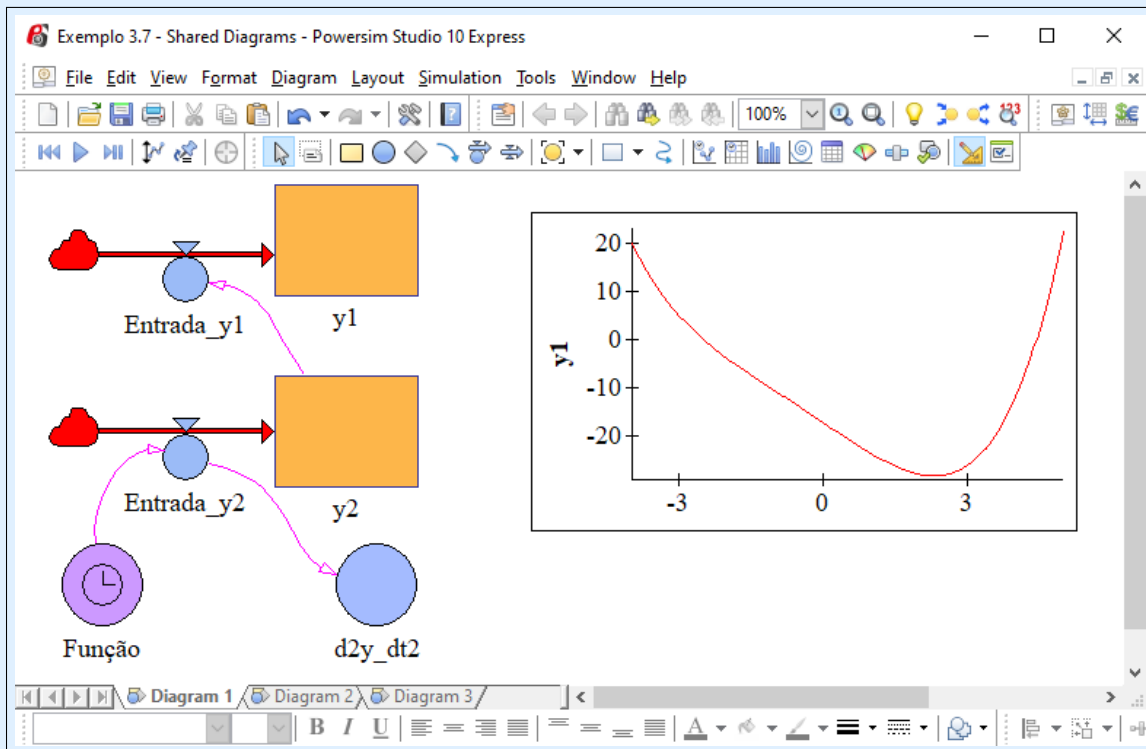 Exemplo 3.7 - Shared Diagrams - Powersim Studio 10 Express
File Edit View Format Diagram Layout Simulation Tools Window Help
100% 123
Entrada_y1
y1
Entrada_y2
y2
Função
d2y_dt2
20
10
0
-10
-20
y1
-3 0 3
Diagram 1 Diagram 2 Diagram 3
B I U A